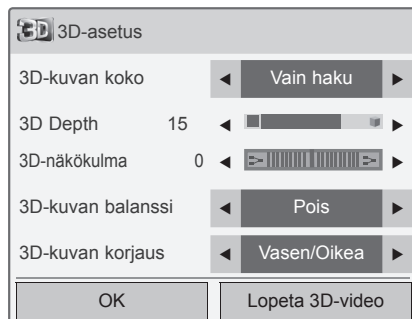 3D 3D-asetus
3D-kuvan koko ◄ Vain haku ►
3D Depth 15 ◄ ►
3D-näkökulma 0 ◄ ►
3D-kuvan balanssi ◄ Pois ►
3D-kuvan korjaus ◄ Vasen/Oikea ►
OK Lopeta 3D-video